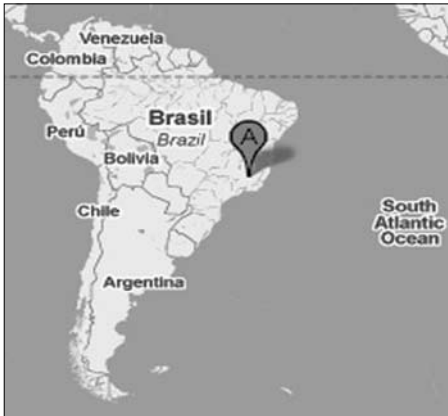 Venezuela
Colombia
Brasil
Brazil
Perú
A
Bolivia
Chile
South
Atlantic
Ocean
Argentina